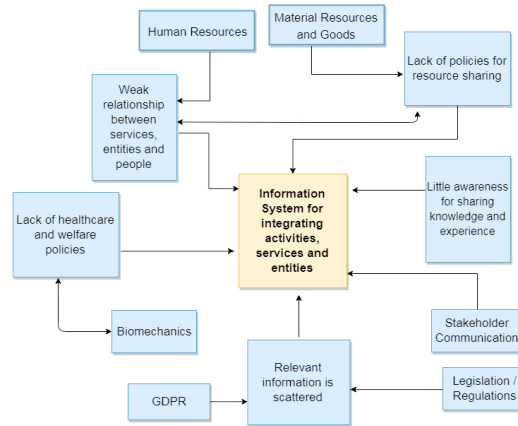 Human Resources
Material Resources
and Goods
Lack of policies for
resource sharing
Weak
relationship
between
services,
entities and
people
Information
System for
integrating
activities,
services and
entities
Little awareness
for sharing
knowledge and
experience
Lack of healthcare
and welfare
policies
Biomechanics
Stakeholder
Communication
Relevant
information is
scattered
GDPR
Legislation /
Regulations